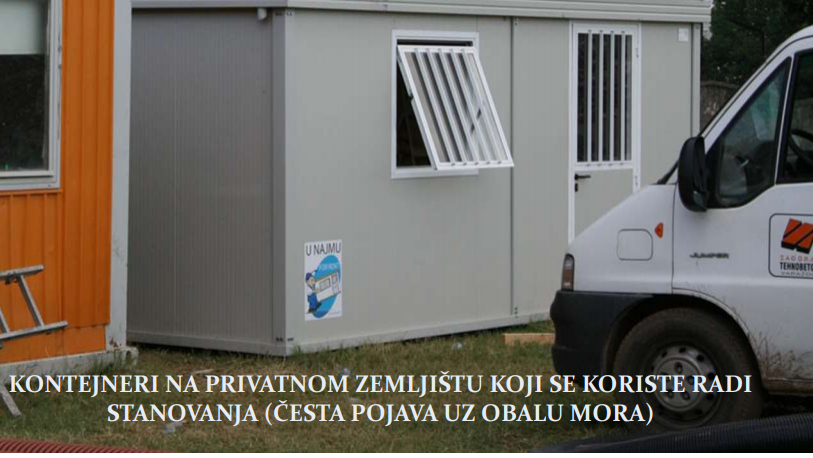 U NAJMU
JUMPER
TEHNOBETON
KONTEJNERI NA PRIVATNOM ZEMLJIŠTU KOJI SE KORISTE RADI
STANOVANJA (ČESTA POJAVA UZ OBALU MORA)